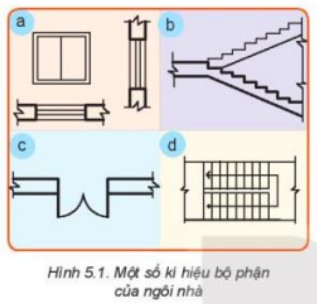 a
b
c
d
Hình 5.1. Một số kí hiệu bộ phận
của ngôi nhà